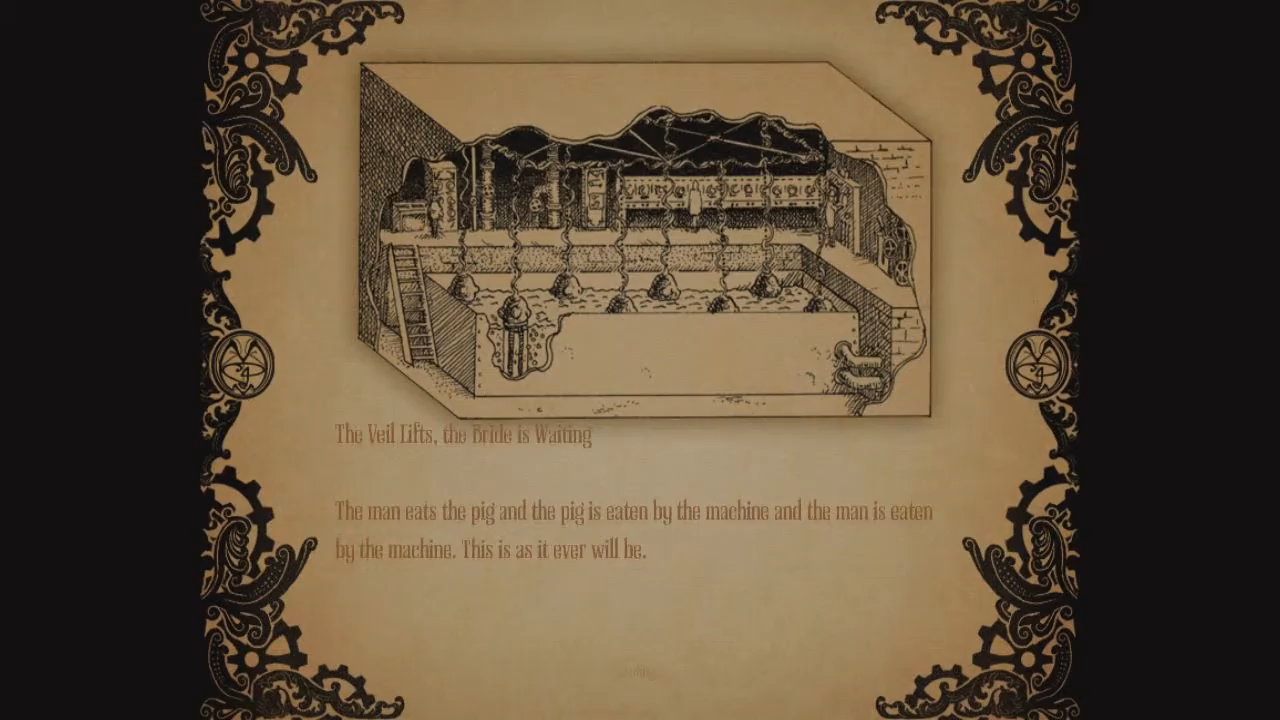 The Veil Lifts, the Bride is Waiting
The man eats the pig and the pig is eaten by the machine and the man is eaten
by the machine. This is as it ever will be.